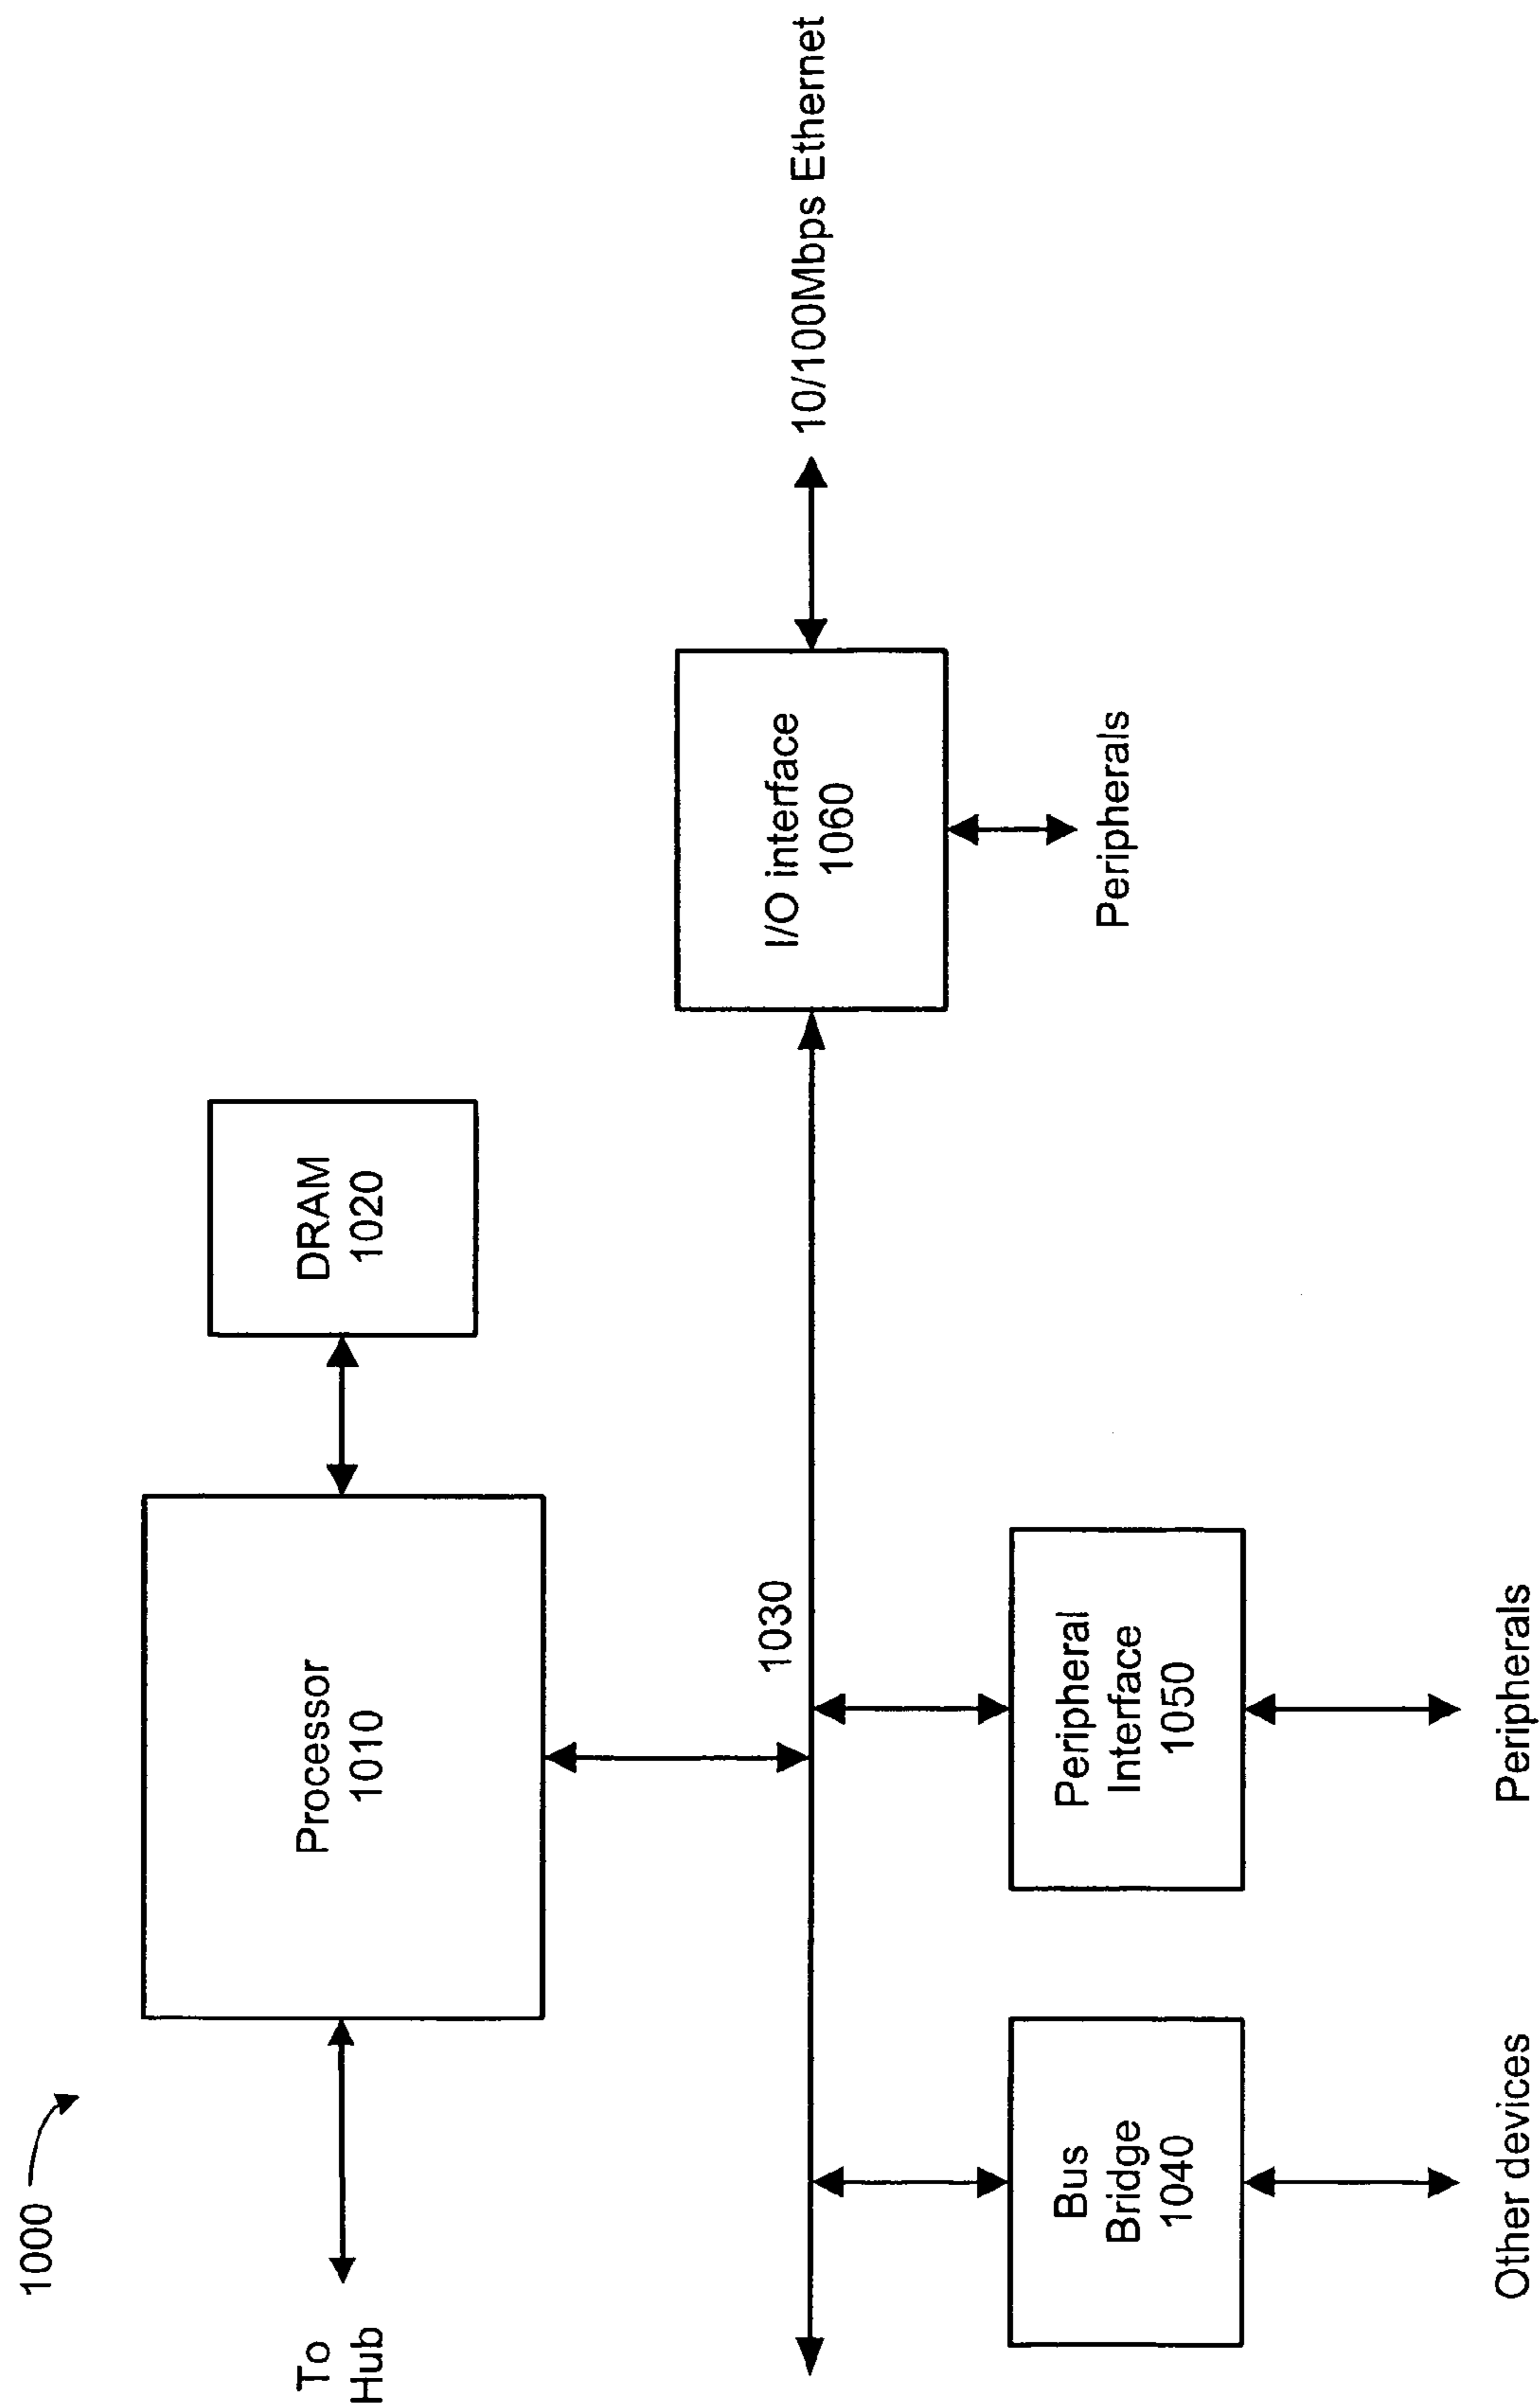 1000
To
Hub
Processor
1010
DRAM
1020
1030
I/O interface
1060
10/100Mbps Ethernet
Peripherals
Bus
Bridge
1040
Peripheral
Interface
1050
Other devices
Peripherals